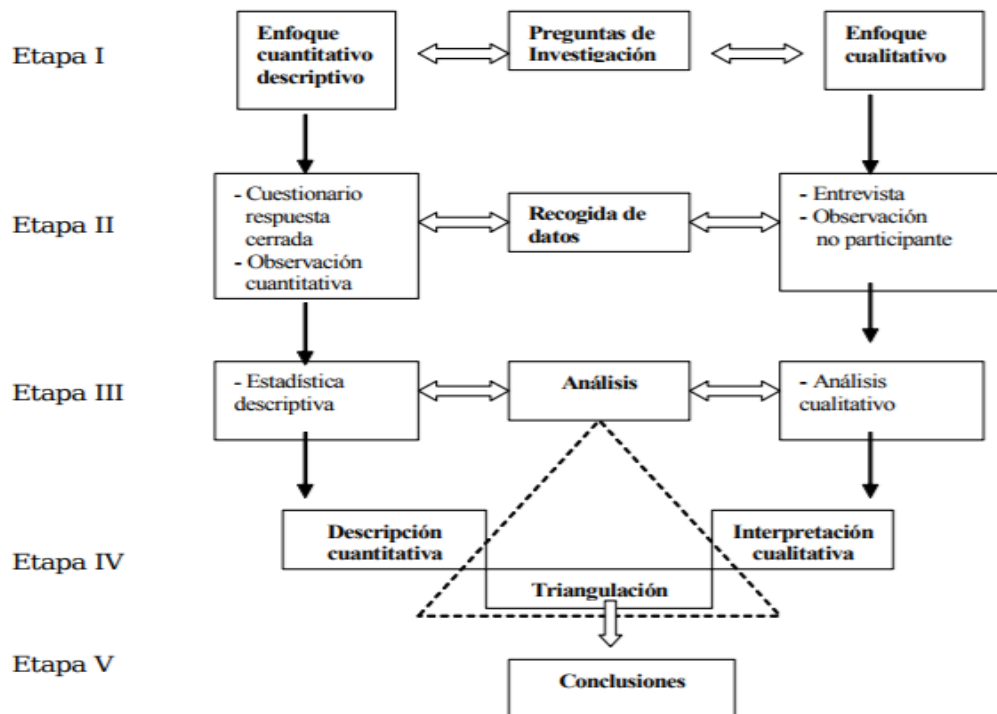 Etapa I
Enfoque
cuantitativo
descriptivo
Preguntas de
Investigación
Enfoque
cualitativo
Etapa II
- Cuestionario
respuesta
cerrada
- Observación
cuantitativa
Recogida de
datos
- Entrevista
- Observación
no participante
Etapa III
- Estadística
descriptiva
Análisis
- Análisis
cualitativo
Etapa IV
Descripción
cuantitativa
Interpretación
cualitativa
Triangulación
Etapa V
Conclusiones